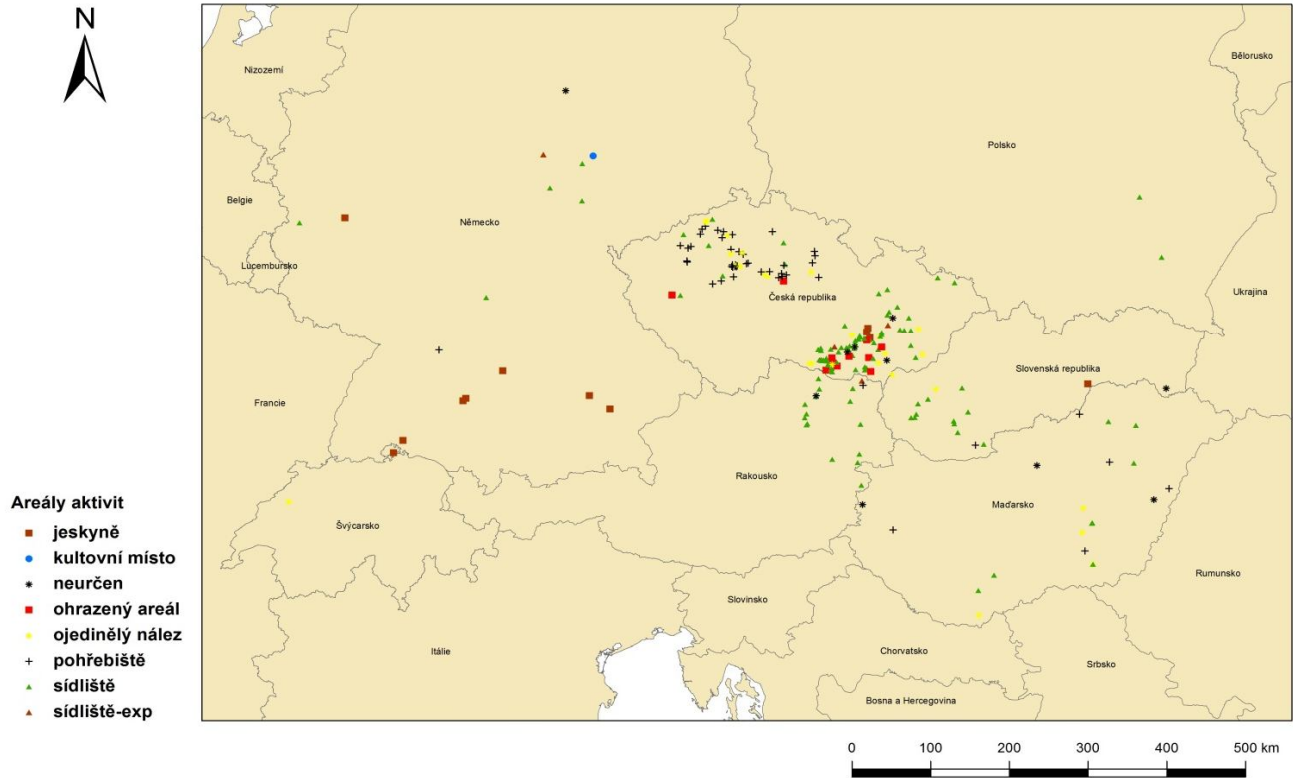 N
Nizozemí
Bělorusko
Polsko
Belgie
Německo
Lucembursko
Ukrajina
Česká republika
Slovenská republika
Francie
Rakousko
Maďarsko
Švýcarsko
Rumunsko
Slovinsko
Itálie
Chorvatsko
Srbsko
Bosna a Hercegovina
Areály aktivit
jeskyně
kultovní místo
neurčen
ohrazený areál
ojedinělý nález
pohřebiště
sídliště
sídliště-exp
0 100 200 300 400 500 km